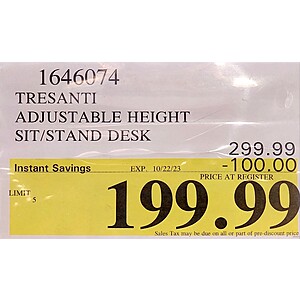 1646074
TRESANTI
ADJUSTABLE HEIGHT
SIT/STAND DESK
299.99
Instant Savings EXP. 10/22/23 -100.00
PRICE AT REGISTER
LIMIT
5
199.99
Sales Tax may be due on all or part of pre-discount price